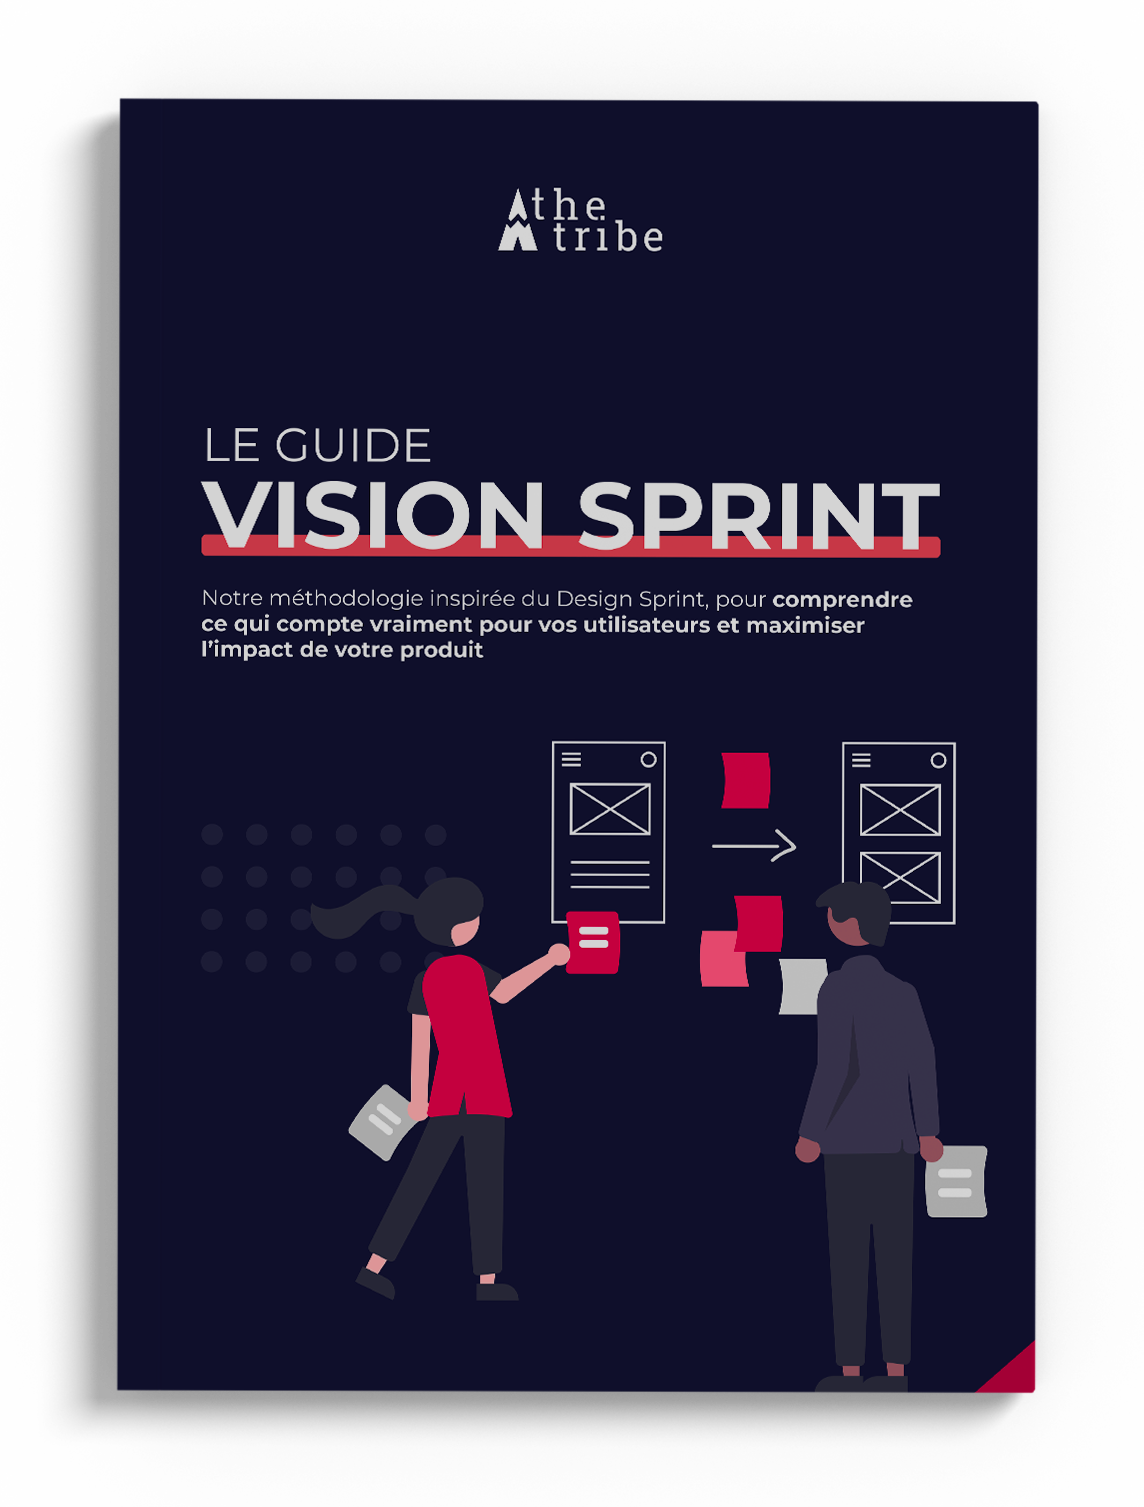 the
tribe
LE GUIDE
VISION SPRINT
Notre méthodologie inspirée du Design Sprint, pour comprendre
ce qui compte vraiment pour vos utilisateurs et maximiser
l'impact de votre produit